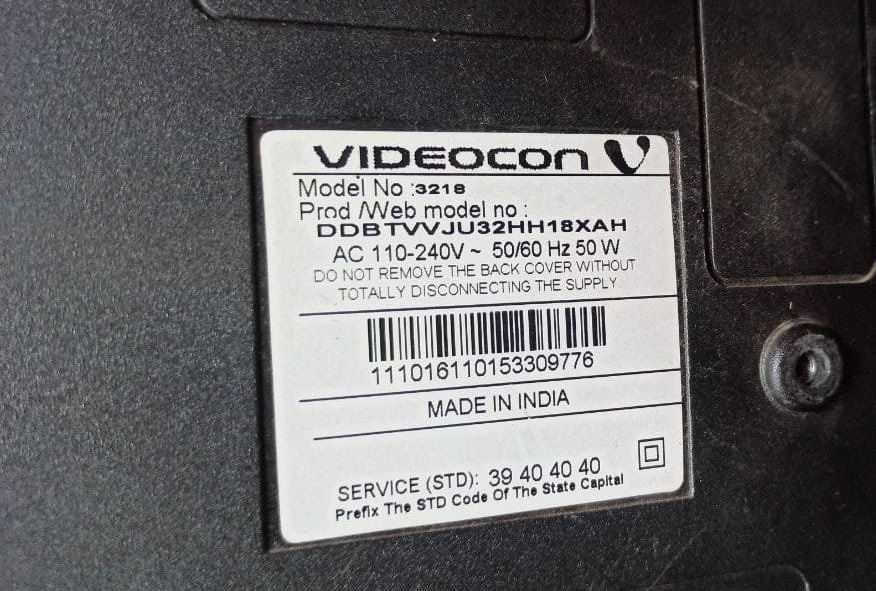 VIDEOCON
Model No :3218
Prod /Web model no :
DDBTVVJU32HH18XAH
AC 110-240V ~ 50/60 Hz 50 W
DO NOT REMOVE THE BACK COVER WITHOUT
TOTALLY DISCONNECTING THE SUPPLY
111016110153309776
MADE IN INDIA
SERVICE (STD): 39 40 40 40
Prefix The STD Code Of The State Capital